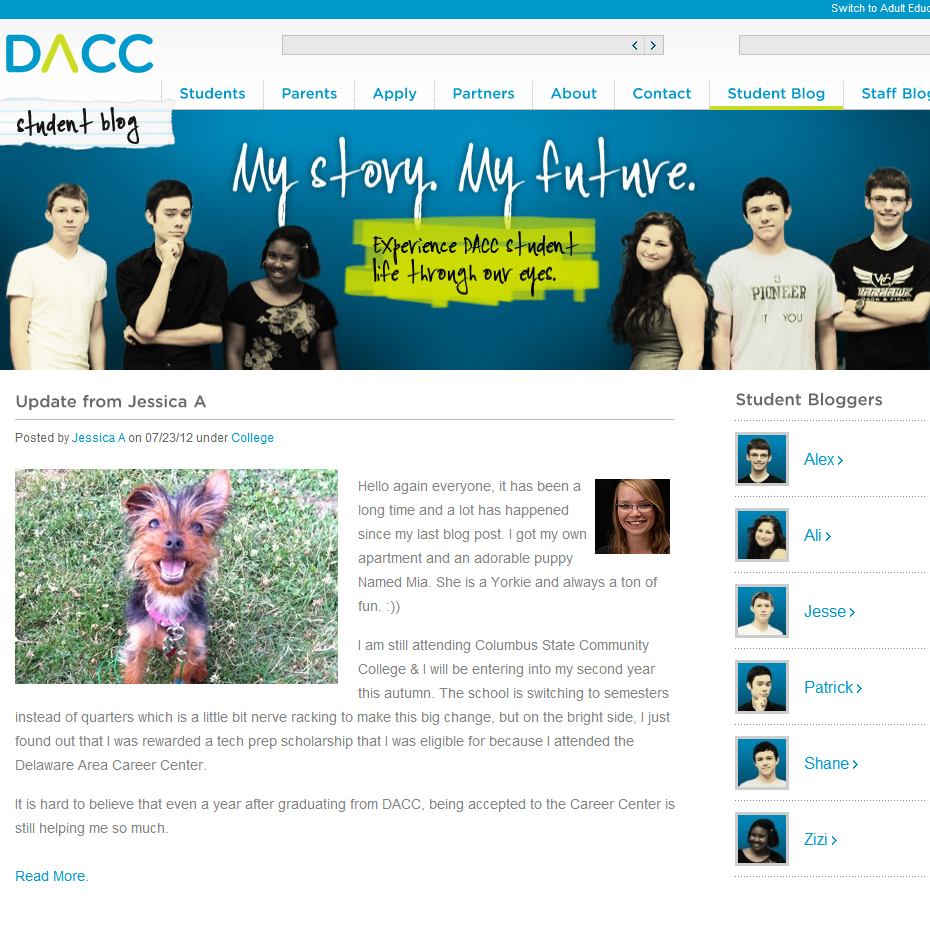 Switch to Adult Educ
DACC
Students Parents Apply Partners About Contact Student Blog Staff Blog
student blog
My story. My future.
Experience DACC student
life through our eyes.
PIONEER
IT YOU
WC
WARHAWK
TRACK & FIELD
Update from Jessica A
Posted by Jessica A on 07/23/12 under College
Hello again everyone, it has been a
long time and a lot has happened
since my last blog post. I got my own
apartment and an adorable puppy
Named Mia. She is a Yorkie and always a ton of
fun. :))
I am still attending Columbus State Community
College & I will be entering into my second year
this autumn. The school is switching to semesters
instead of quarters which is a little bit nerve racking to make this big change, but on the bright side, I just
found out that I was rewarded a tech prep scholarship that I was eligible for because I attended the
Delaware Area Career Center.
It is hard to believe that even a year after graduating from DACC, being accepted to the Career Center is
still helping me so much.
Read More.
Student Bloggers
Alex
Ali
Jesse
Patrick
Shane
Zizi